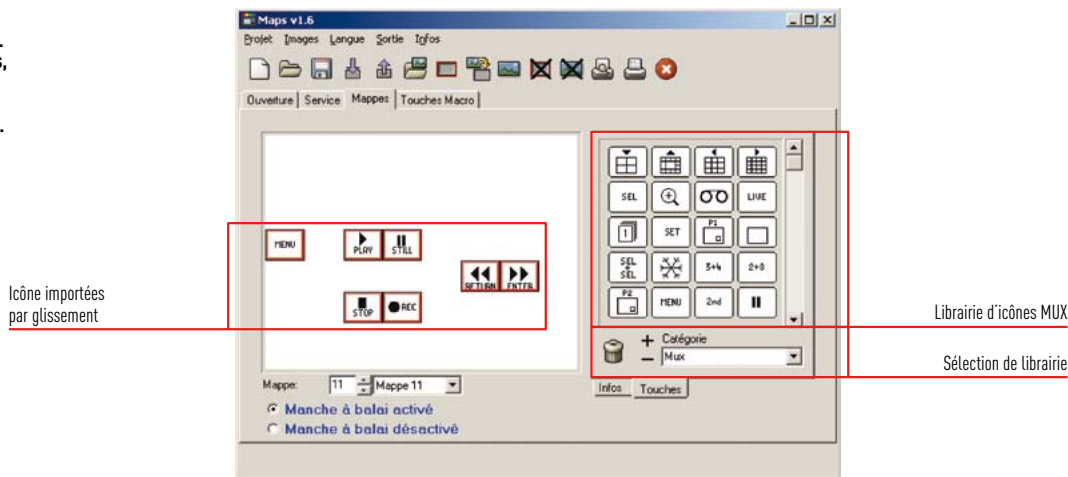 .
s,
.
Maps v1.6
Projet Images Langue Sortie Infos
Ouverture Service Mappes Touches Macro
MENU PLAY STILL
RETURN ENTER
STOP REC
SEL LIVE
1 SET P1
SEL + SEL 3+4 2+8
P2 MENU 2nd
+ Catégorie
− Mux
Mappe: 11 Mappe 11
Infos Touches
Manche à balai activé
Manche à balai désactivé
Icône importées
par glissement
Librairie d'icônes MUX
Sélection de librairie